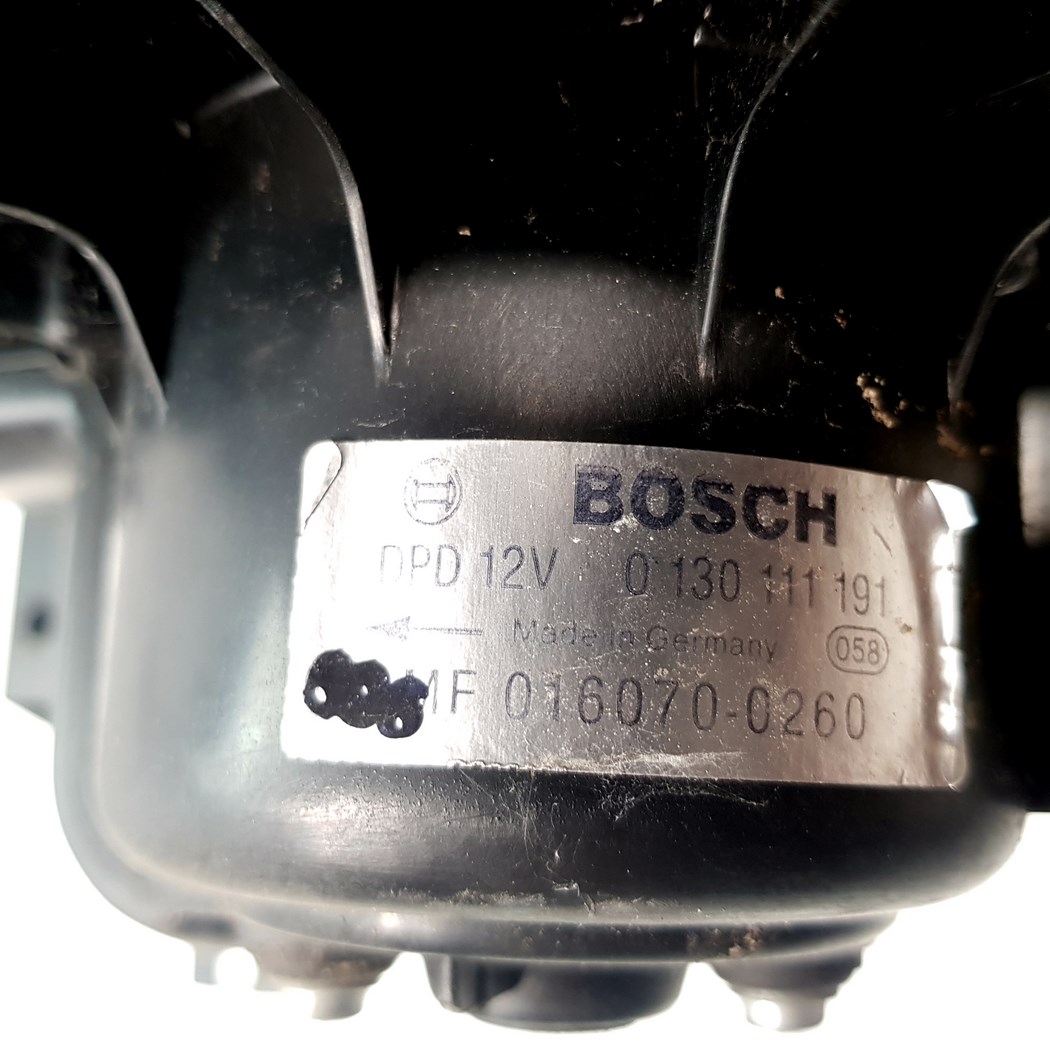 BOSCH
DPD 12V 0 130 111 191
Made in Germany 058
MF 016070-0260